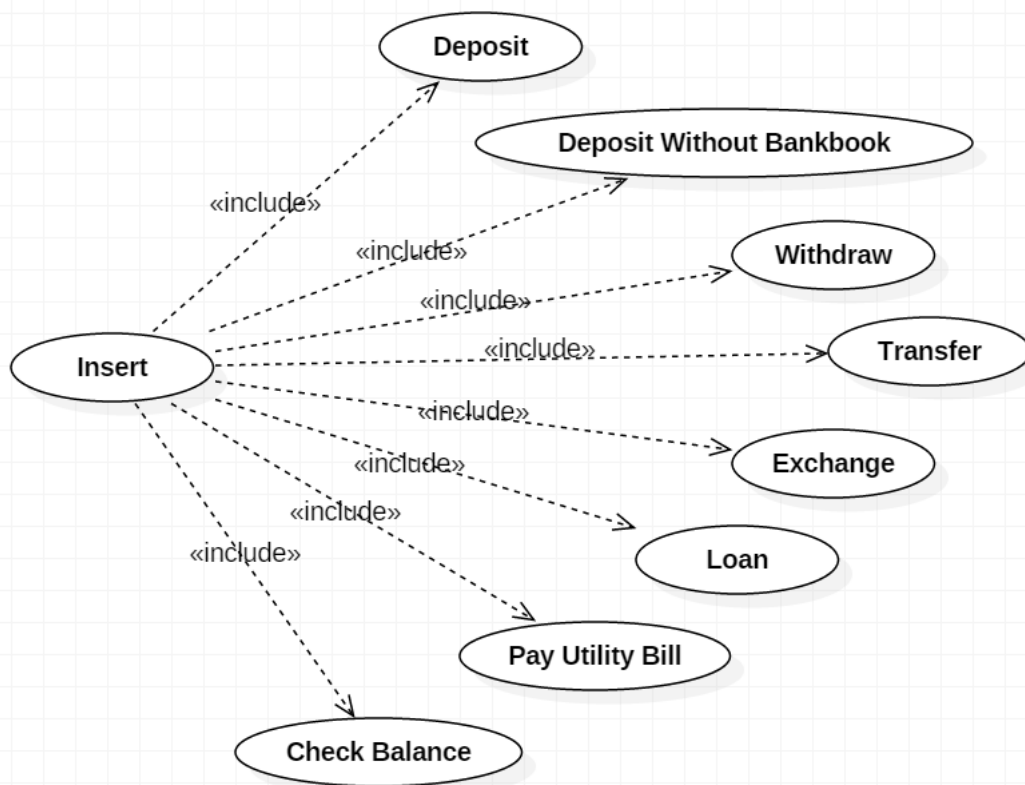 Deposit
Deposit Without Bankbook
«include»
«include»
Withdraw
«include»
Transfer
«include»
Insert
«include»
Exchange
«include»
«include»
Loan
«include»
Pay Utility Bill
Check Balance